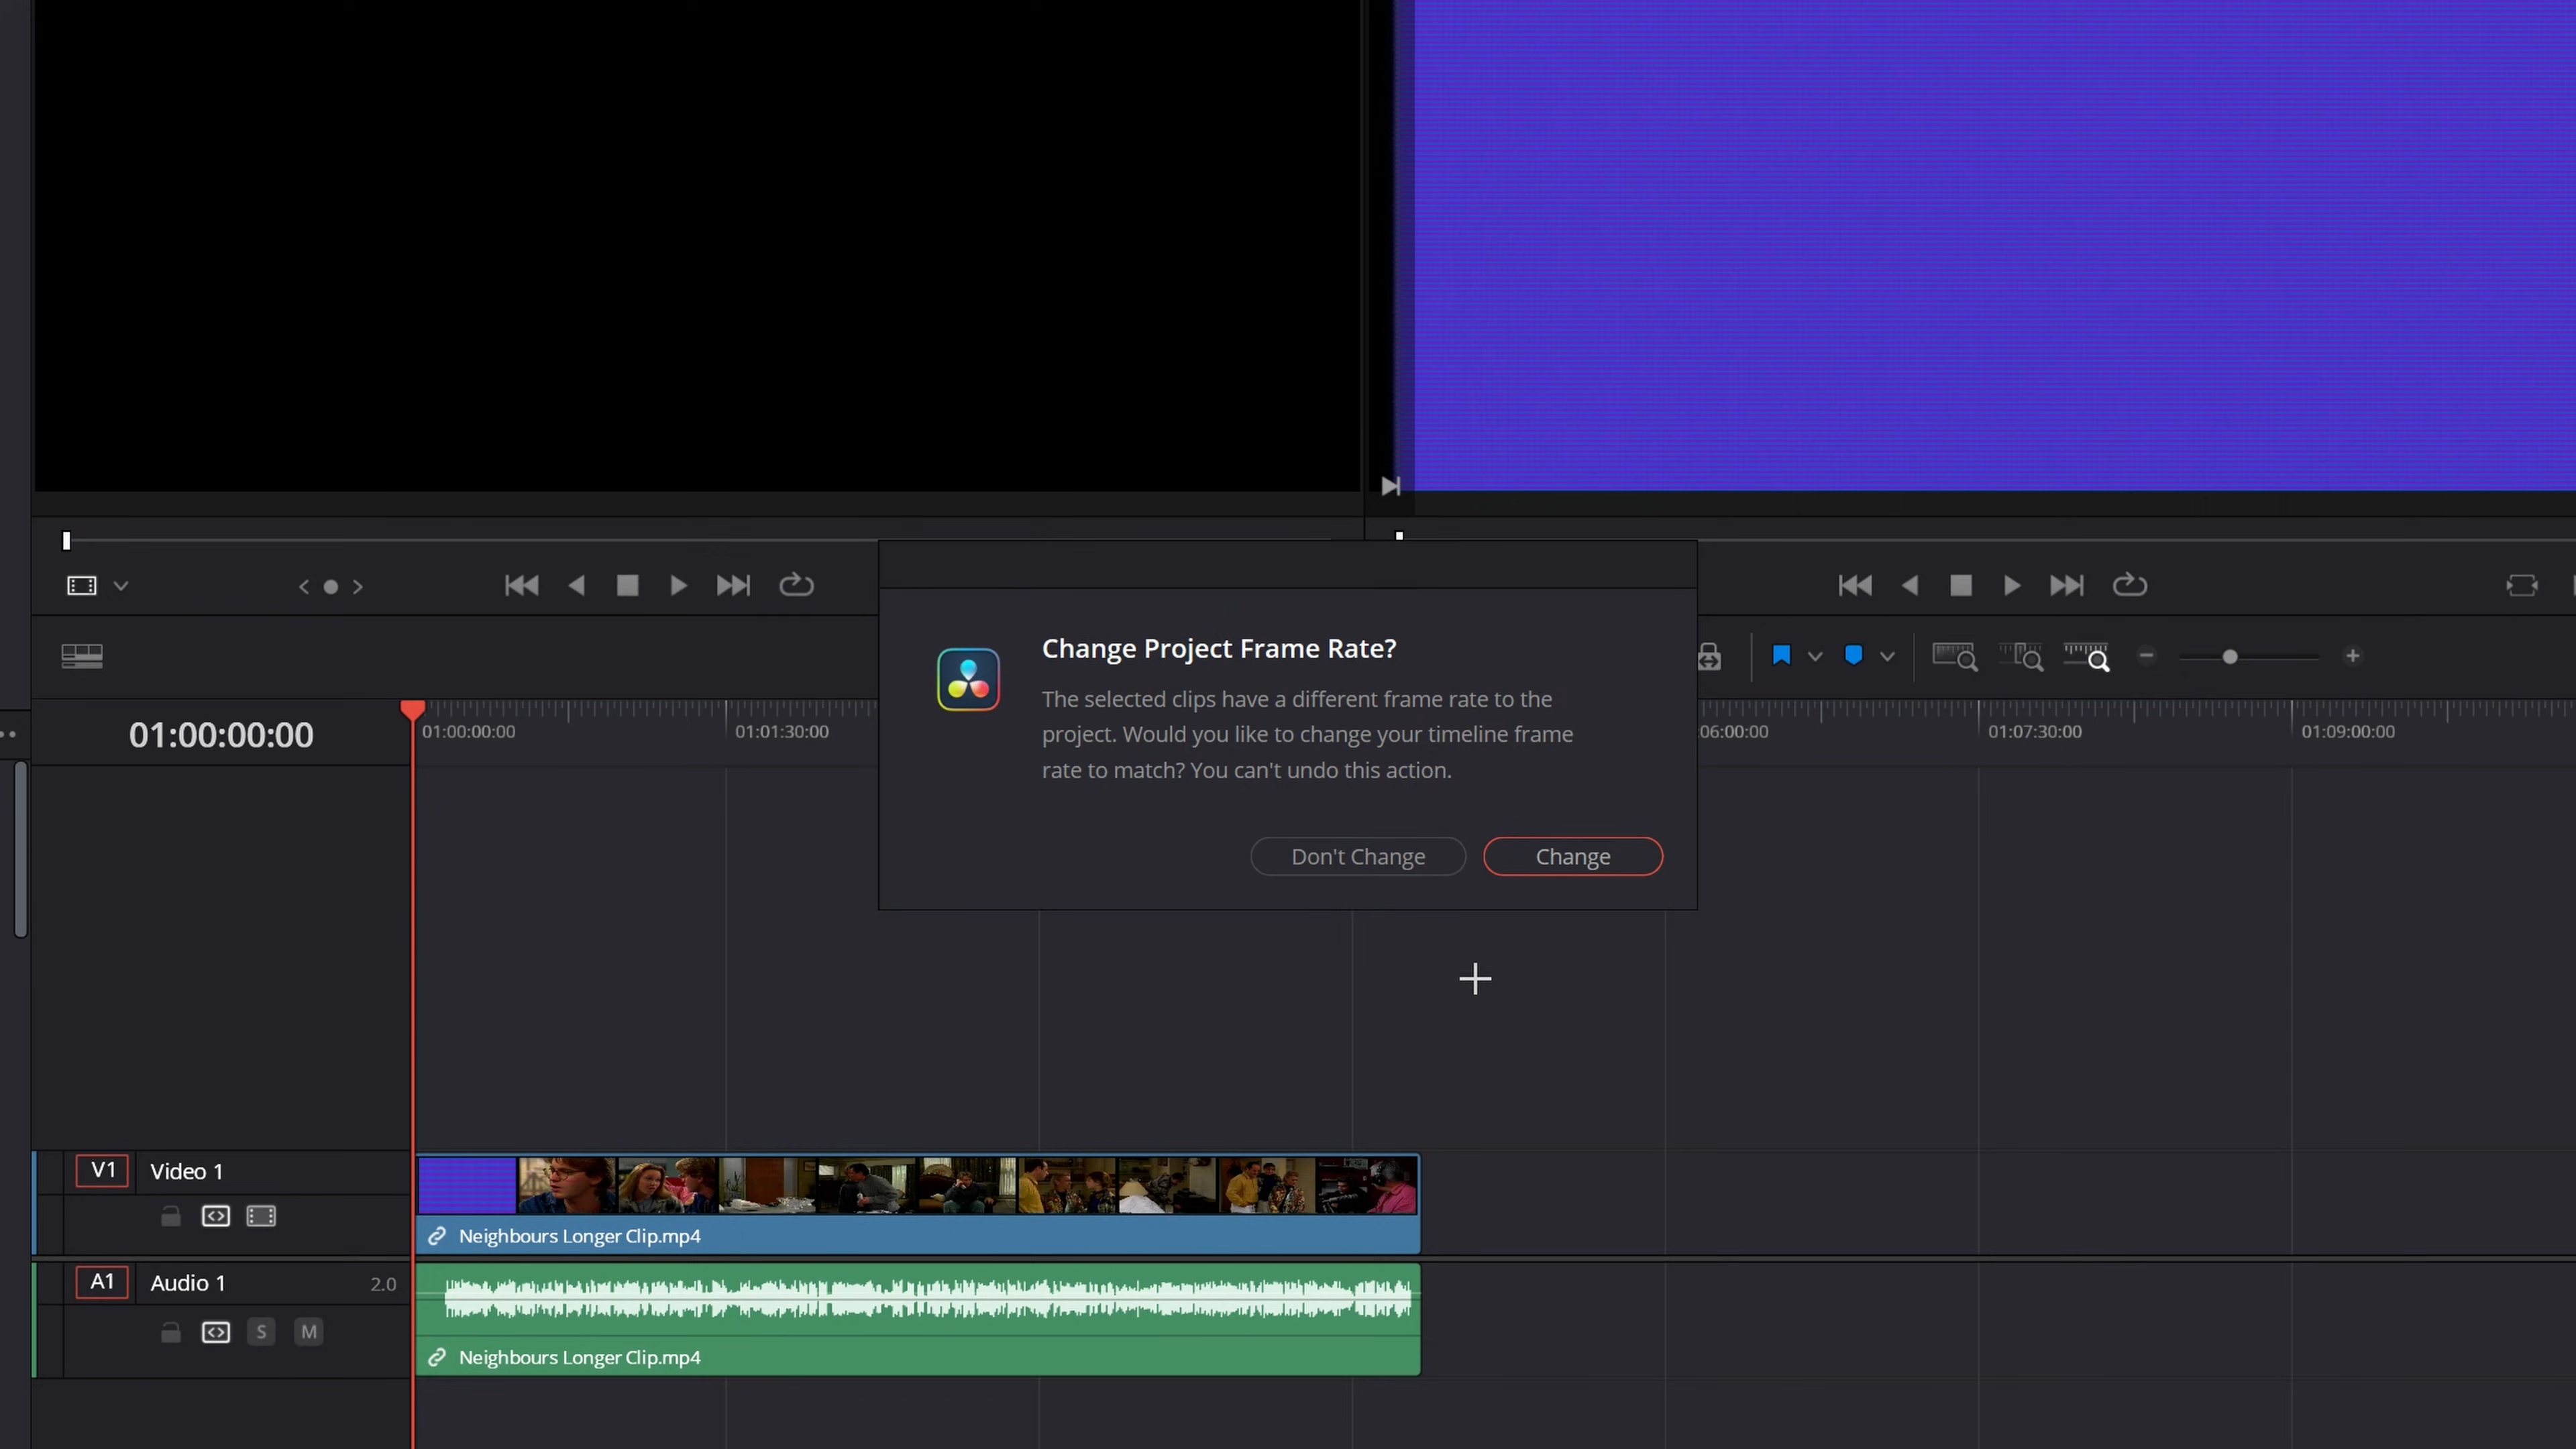 Change Project Frame Rate?
The selected clips have a different frame rate to the
project. Would you like to change your timeline frame
rate to match? You can't undo this action.
Don't Change
Change
01:00:00:00
01:00:00:00
01:01:30:00
06:00:00
01:07:30:00
01:09:00:00
V1
Video 1
Neighbours Longer Clip.mp4
A1
Audio 1
2.0
S
M
Neighbours Longer Clip.mp4